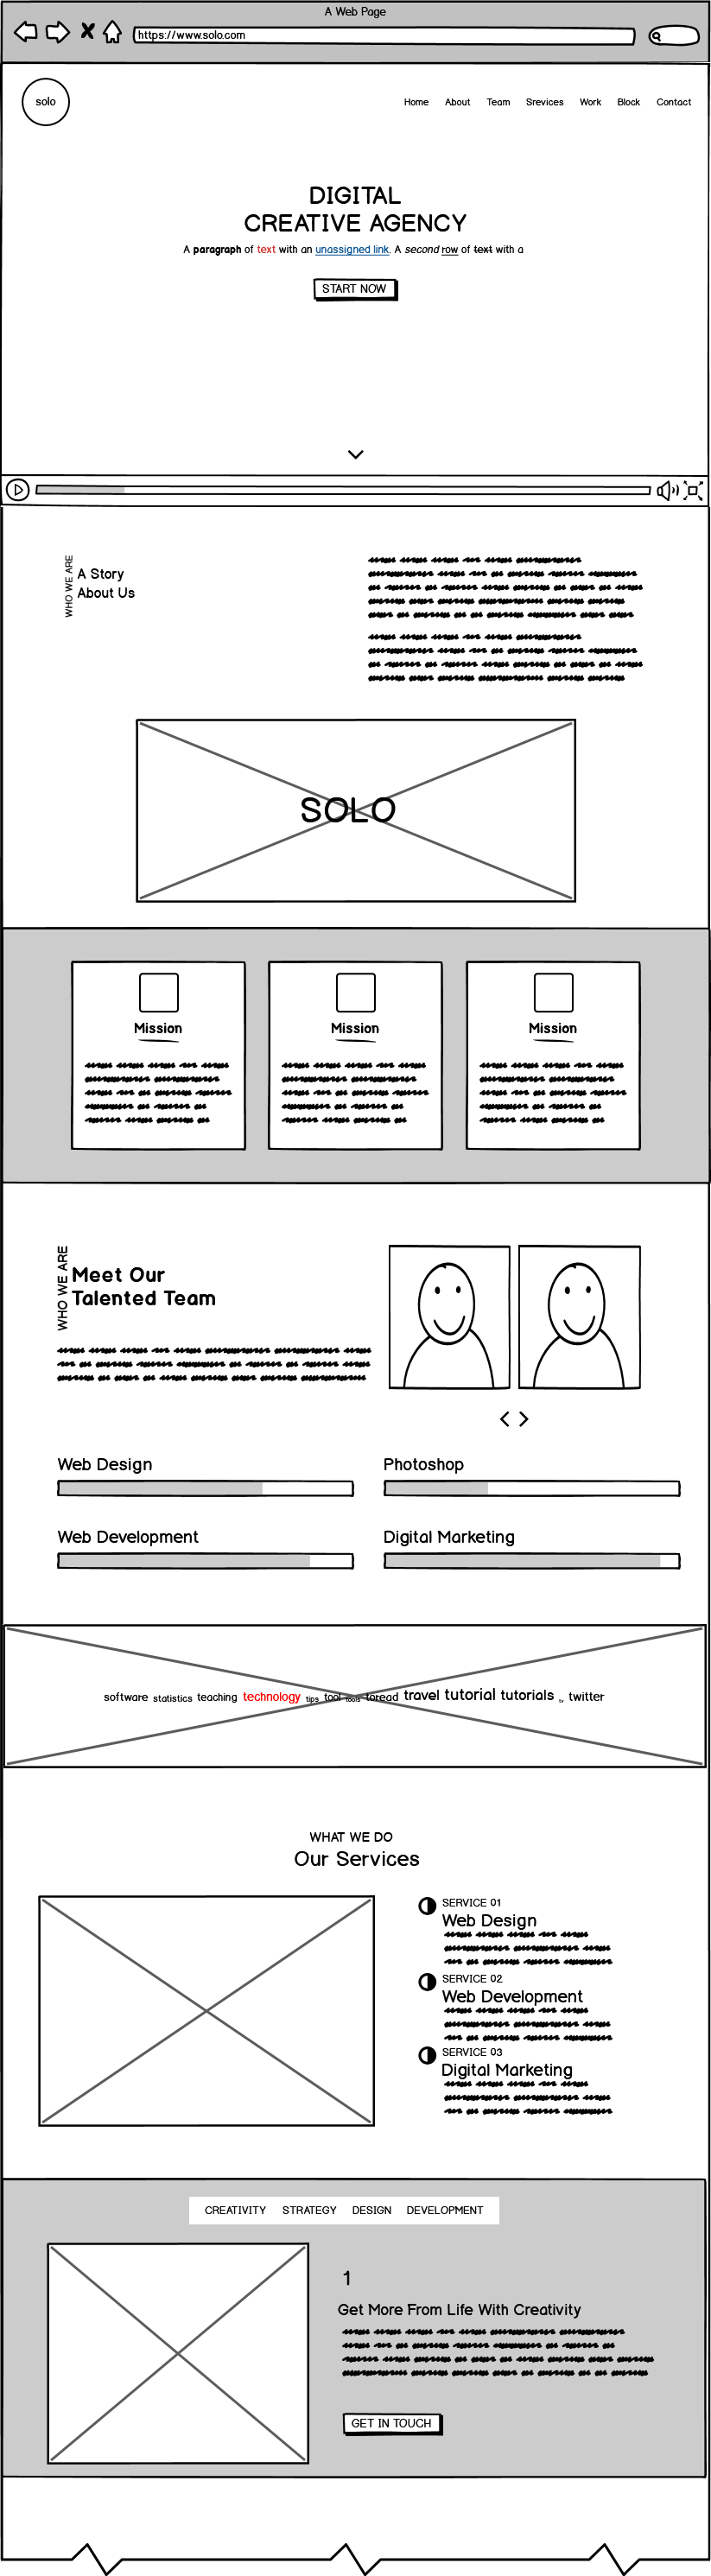 A Web Page
https://www.solo.com
solo
Home About Team Srevices Work Block Contact
DIGITAL
CREATIVE AGENCY
A paragraph of text with an unassigned link. A second row of text with a
START NOW
WHO WE ARE
A Story
About Us
SOLO
Mission
Mission
Mission
WHO WE ARE
Meet Our
Talented Team
Web Design
Photoshop
Web Development
Digital Marketing
software statistics teaching technology tips tool tools toread travel tutorial tutorials tv twitter
WHAT WE DO
Our Services
SERVICE 01
Web Design
SERVICE 02
Web Development
SERVICE 03
Digital Marketing
CREATIVITY STRATEGY DESIGN DEVELOPMENT
1
Get More From Life With Creativity
GET IN TOUCH